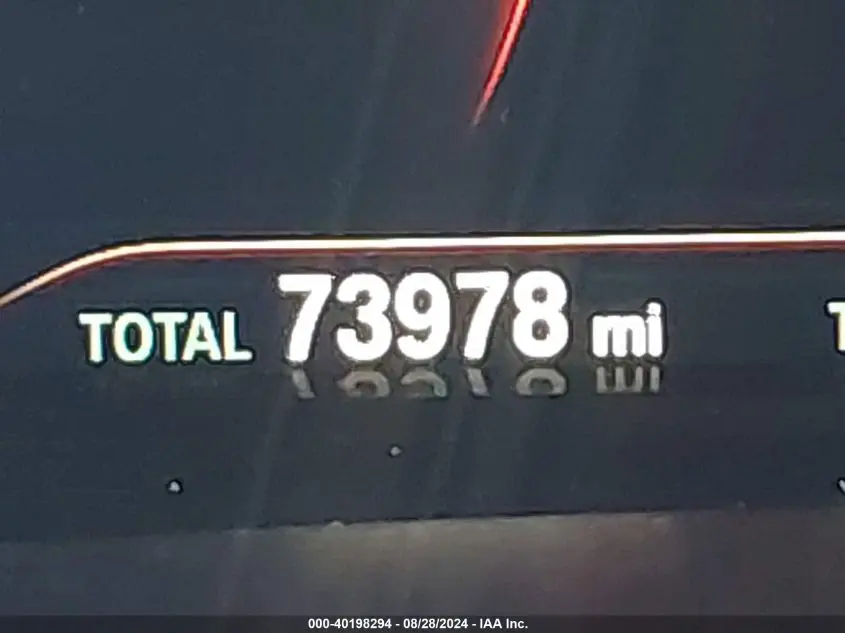 TOTAL 73978 mi
000-40198294 - 08/28/2024 - IAA Inc.